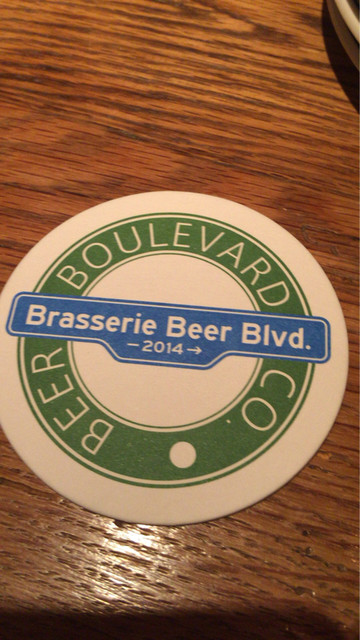 BEER BOULEVARD CO.
Brasserie Beer Blvd.
–2014→